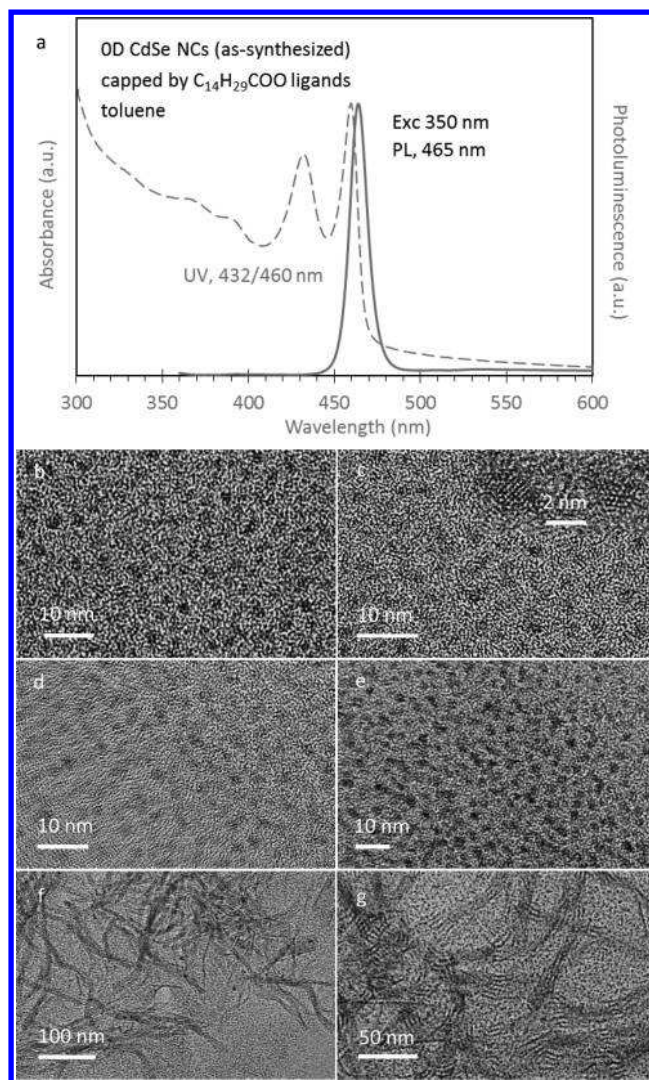 a
0D CdSe NCs (as-synthesized)
capped by C₁₄H₂₉COO ligands
toluene
Exc 350 nm
PL, 465 nm
UV, 432/460 nm
Absorbance (a.u.)
Photoluminescence (a.u.)
300 350 400 450 500 550 600
Wavelength (nm)
b
10 nm
c
2 nm
10 nm
d
10 nm
e
10 nm
f
100 nm
g
50 nm